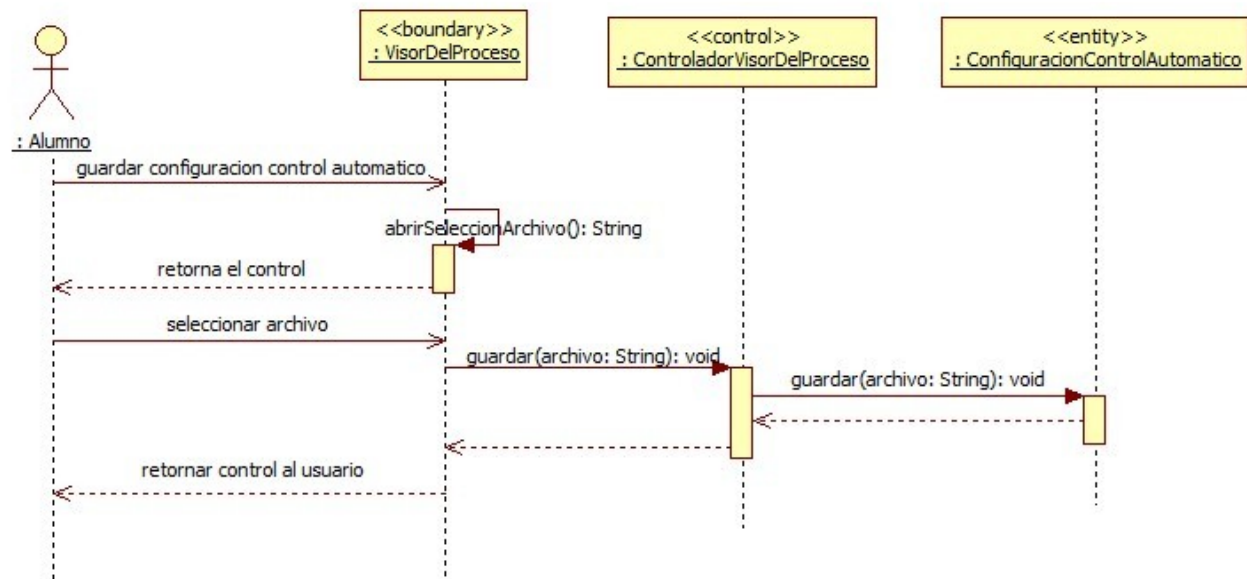 <<boundary>>
: VisorDelProceso
<<control>>
: ControladorVisorDelProceso
<<entity>>
: ConfiguracionControlAutomatico
: Alumno
guardar configuracion control automatico
abrirSeleccionArchivo(): String
retorna el control
seleccionar archivo
guardar(archivo: String): void
guardar(archivo: String): void
retornar control al usuario